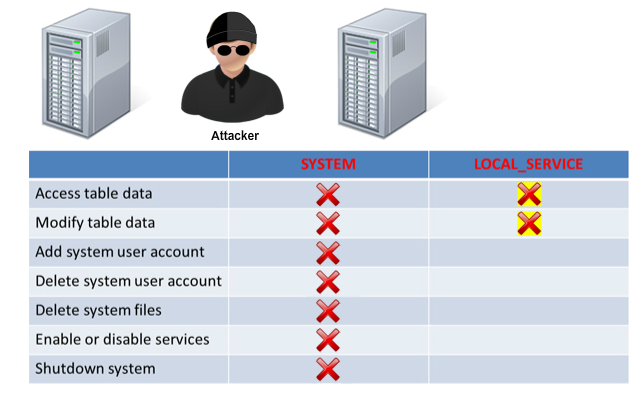 Attacker
SYSTEM LOCAL_SERVICE
Access table data
Modify table data
Add system user account
Delete system user account
Delete system files
Enable or disable services
Shutdown system